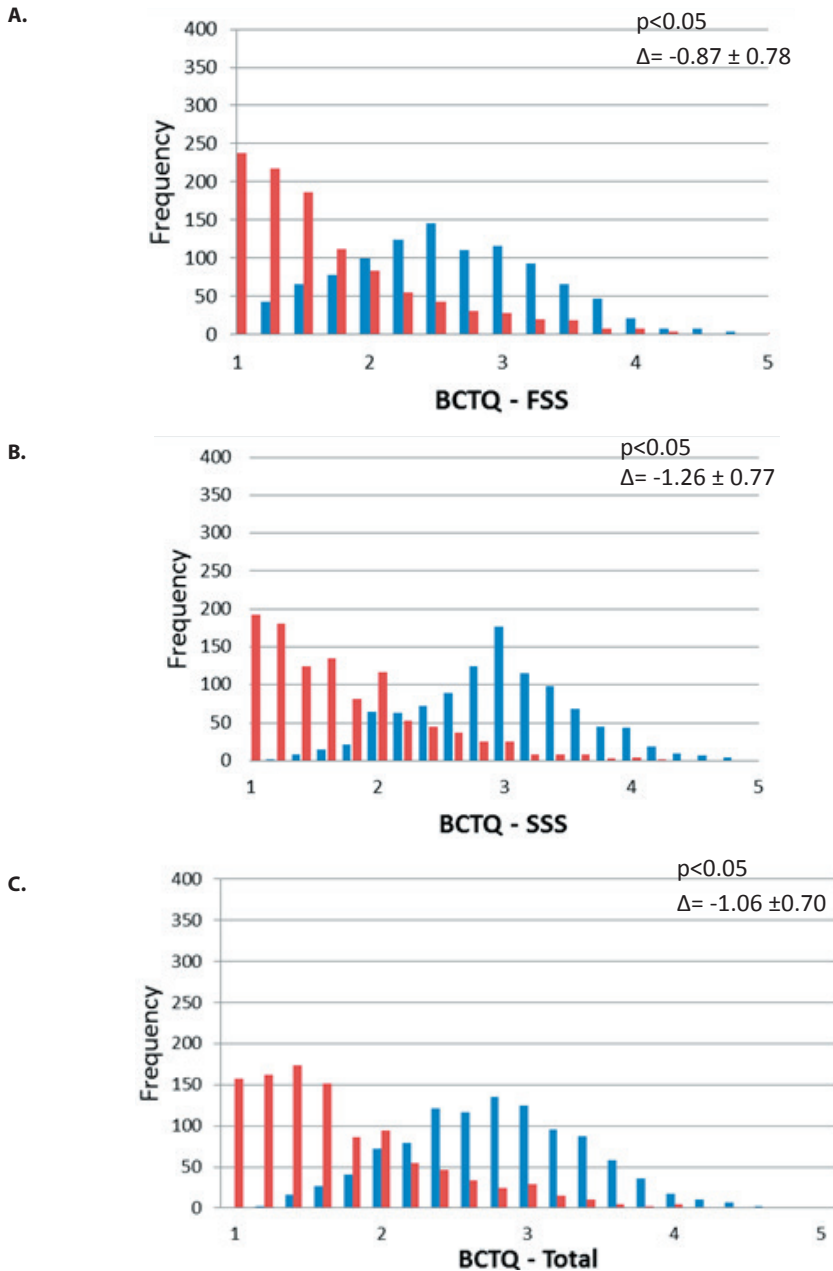 A.
p<0.05
Δ= -0.87 ± 0.78
400
350
300
250
200
150
100
50
0
Frequency
1 2 3 4 5
BCTQ - FSS
B.
p<0.05
Δ= -1.26 ± 0.77
400
350
300
250
200
150
100
50
0
Frequency
1 2 3 4 5
BCTQ - SSS
C.
p<0.05
Δ= -1.06 ±0.70
400
350
300
250
200
150
100
50
0
Frequency
1 2 3 4 5
BCTQ - Total